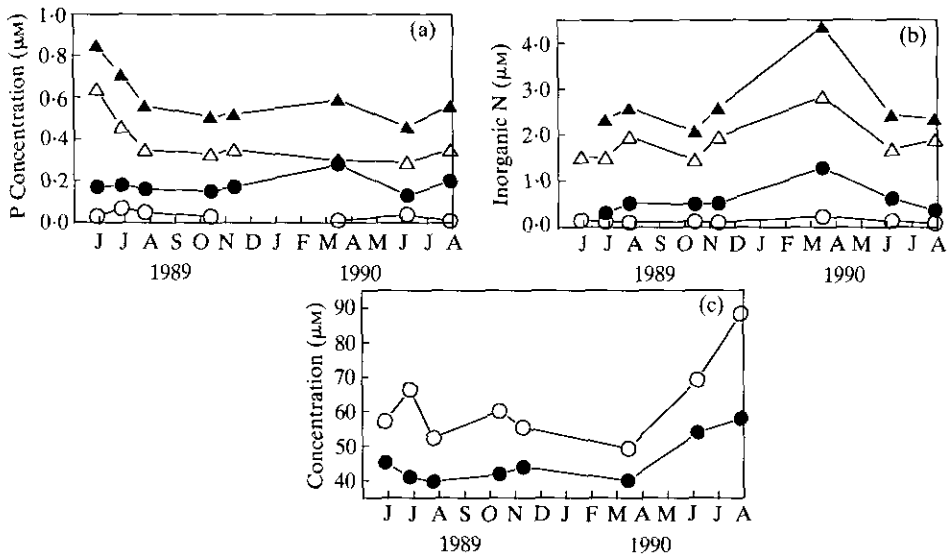 1·0
0·8
0·6
0·4
0·2
0·0
P Concentration (μM)
(a)
J J A S O N D J F M A M J J A
1989 1990
4·0
3·0
2·0
1·0
0·0
Inorganic N (μM)
(b)
J J A S O N D J F M A M J J A
1989 1990
90
80
70
60
50
40
Concentration (μM)
(c)
J J A S O N D J F M A M J J A
1989 1990